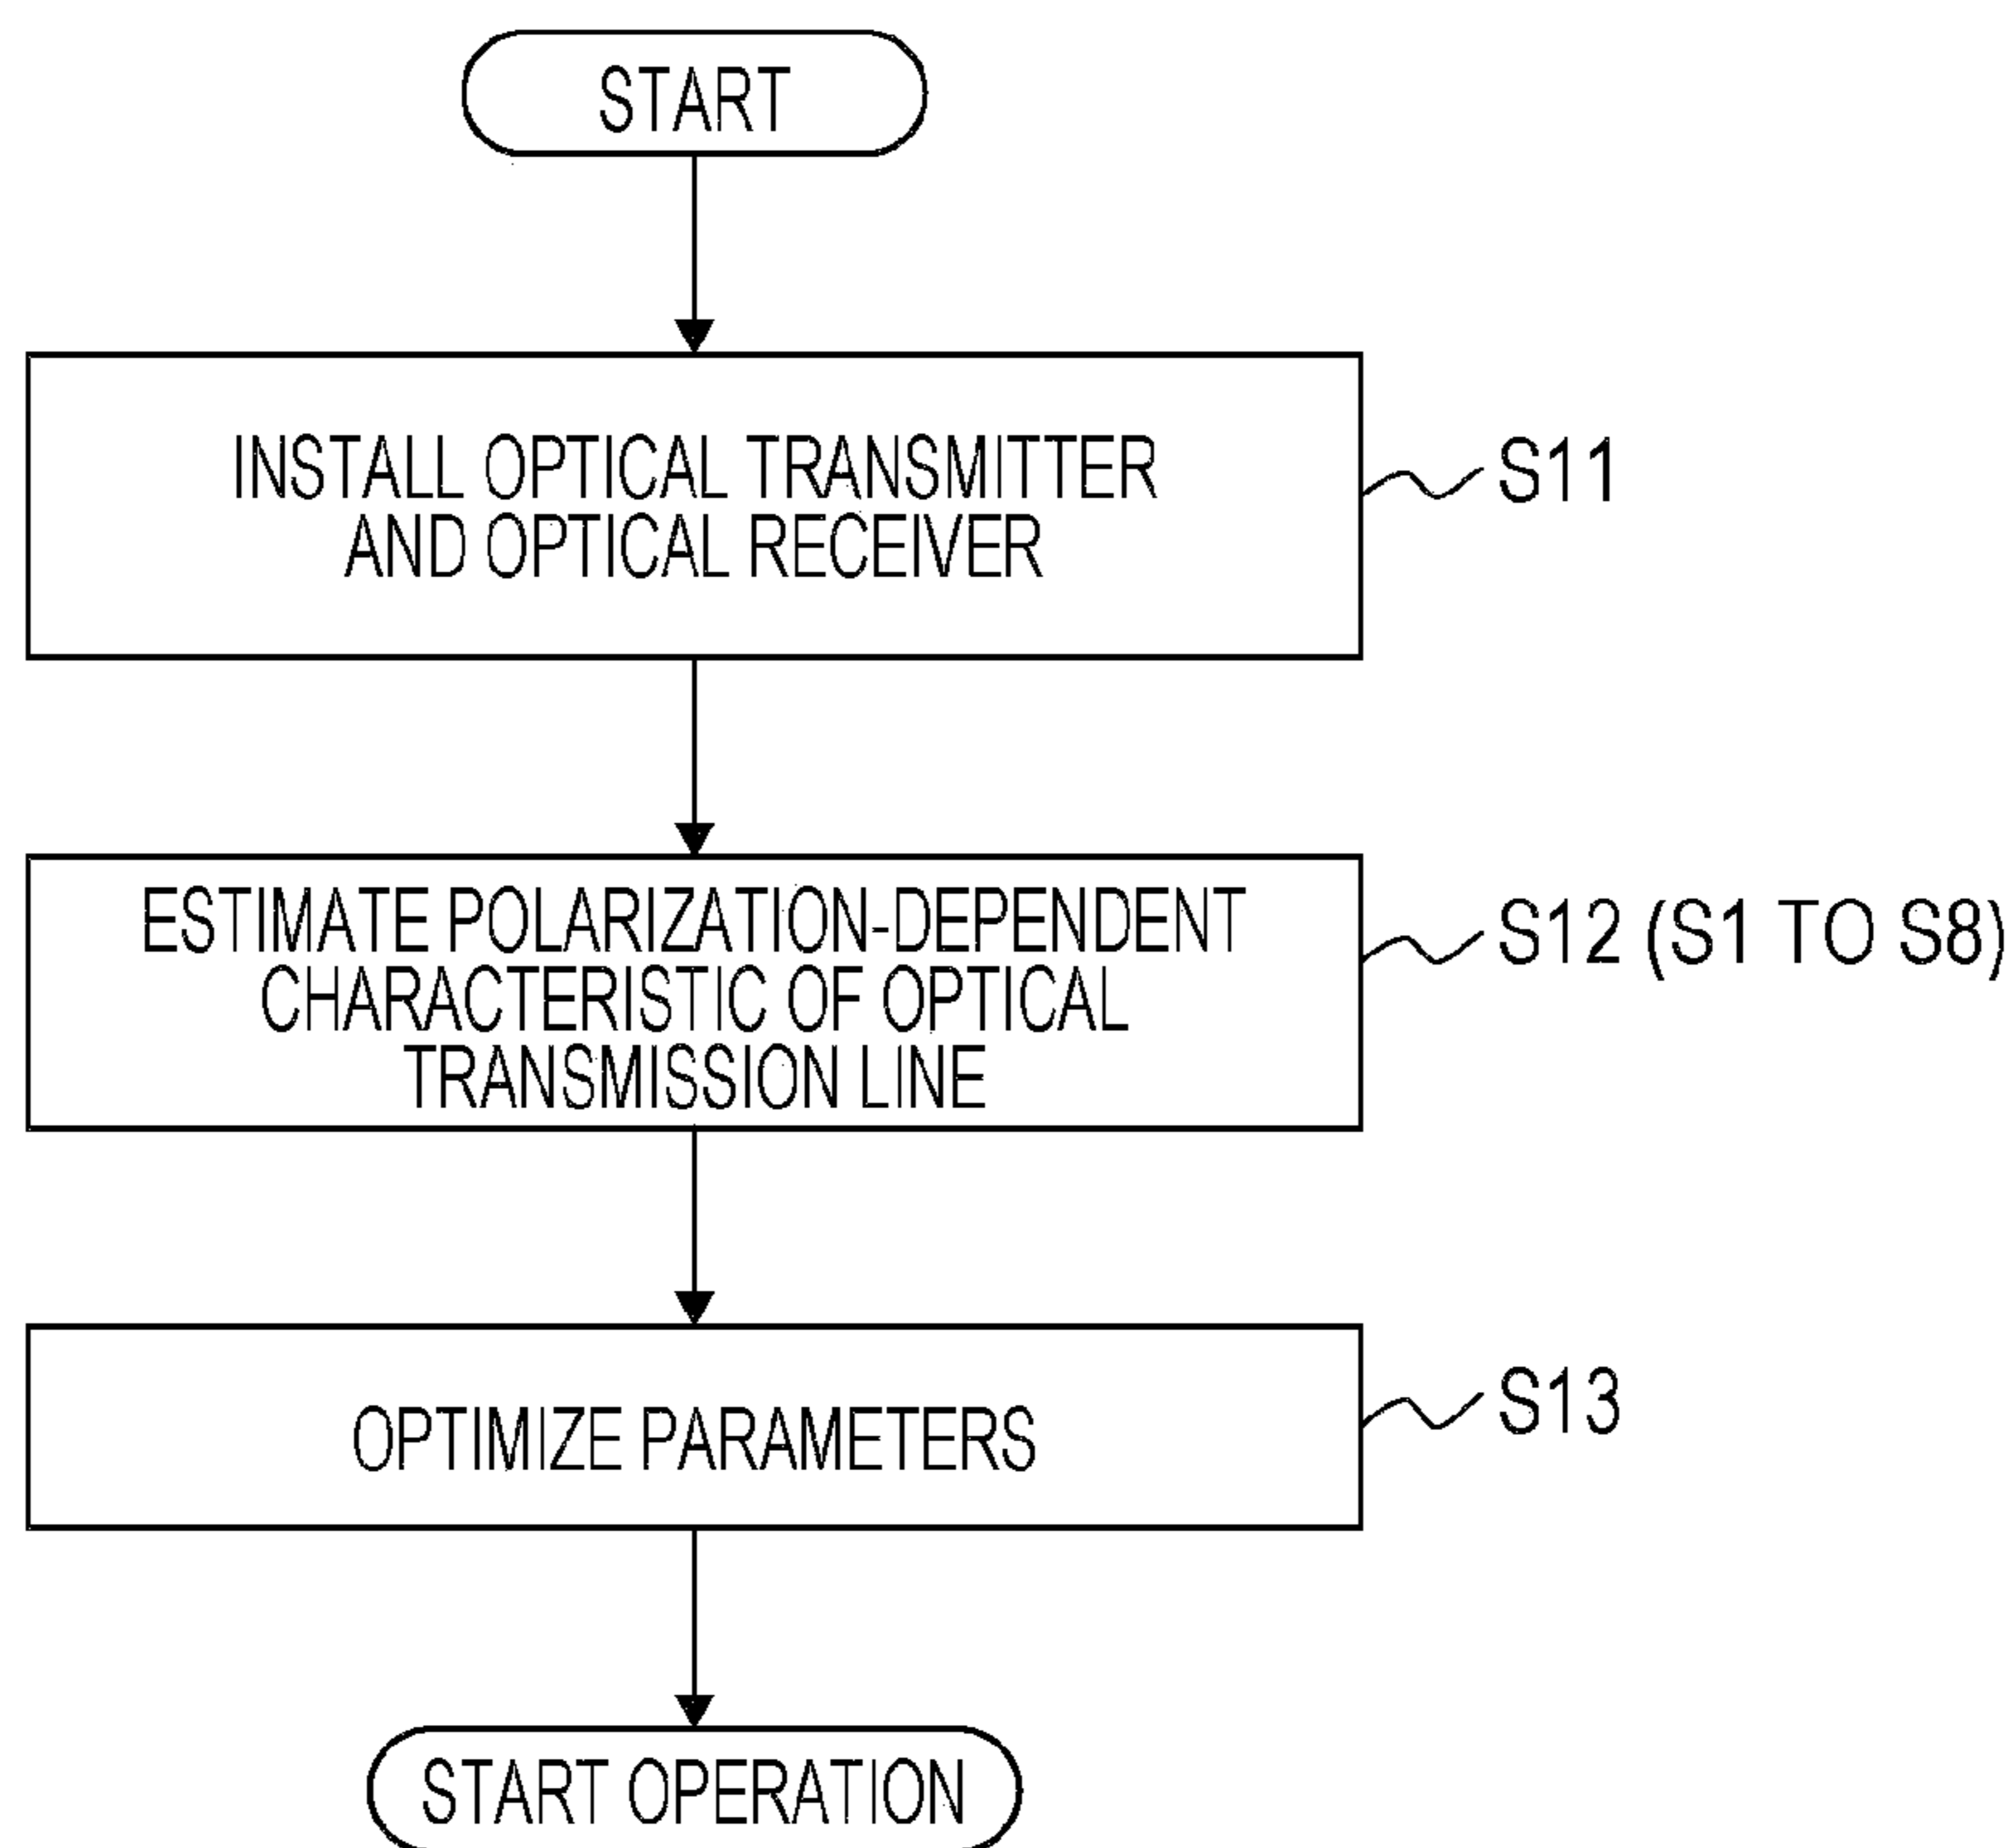 START
INSTALL OPTICAL TRANSMITTER
AND OPTICAL RECEIVER
S11
ESTIMATE POLARIZATION-DEPENDENT
CHARACTERISTIC OF OPTICAL
TRANSMISSION LINE
S12 (S1 TO S8)
OPTIMIZE PARAMETERS
S13
START OPERATION